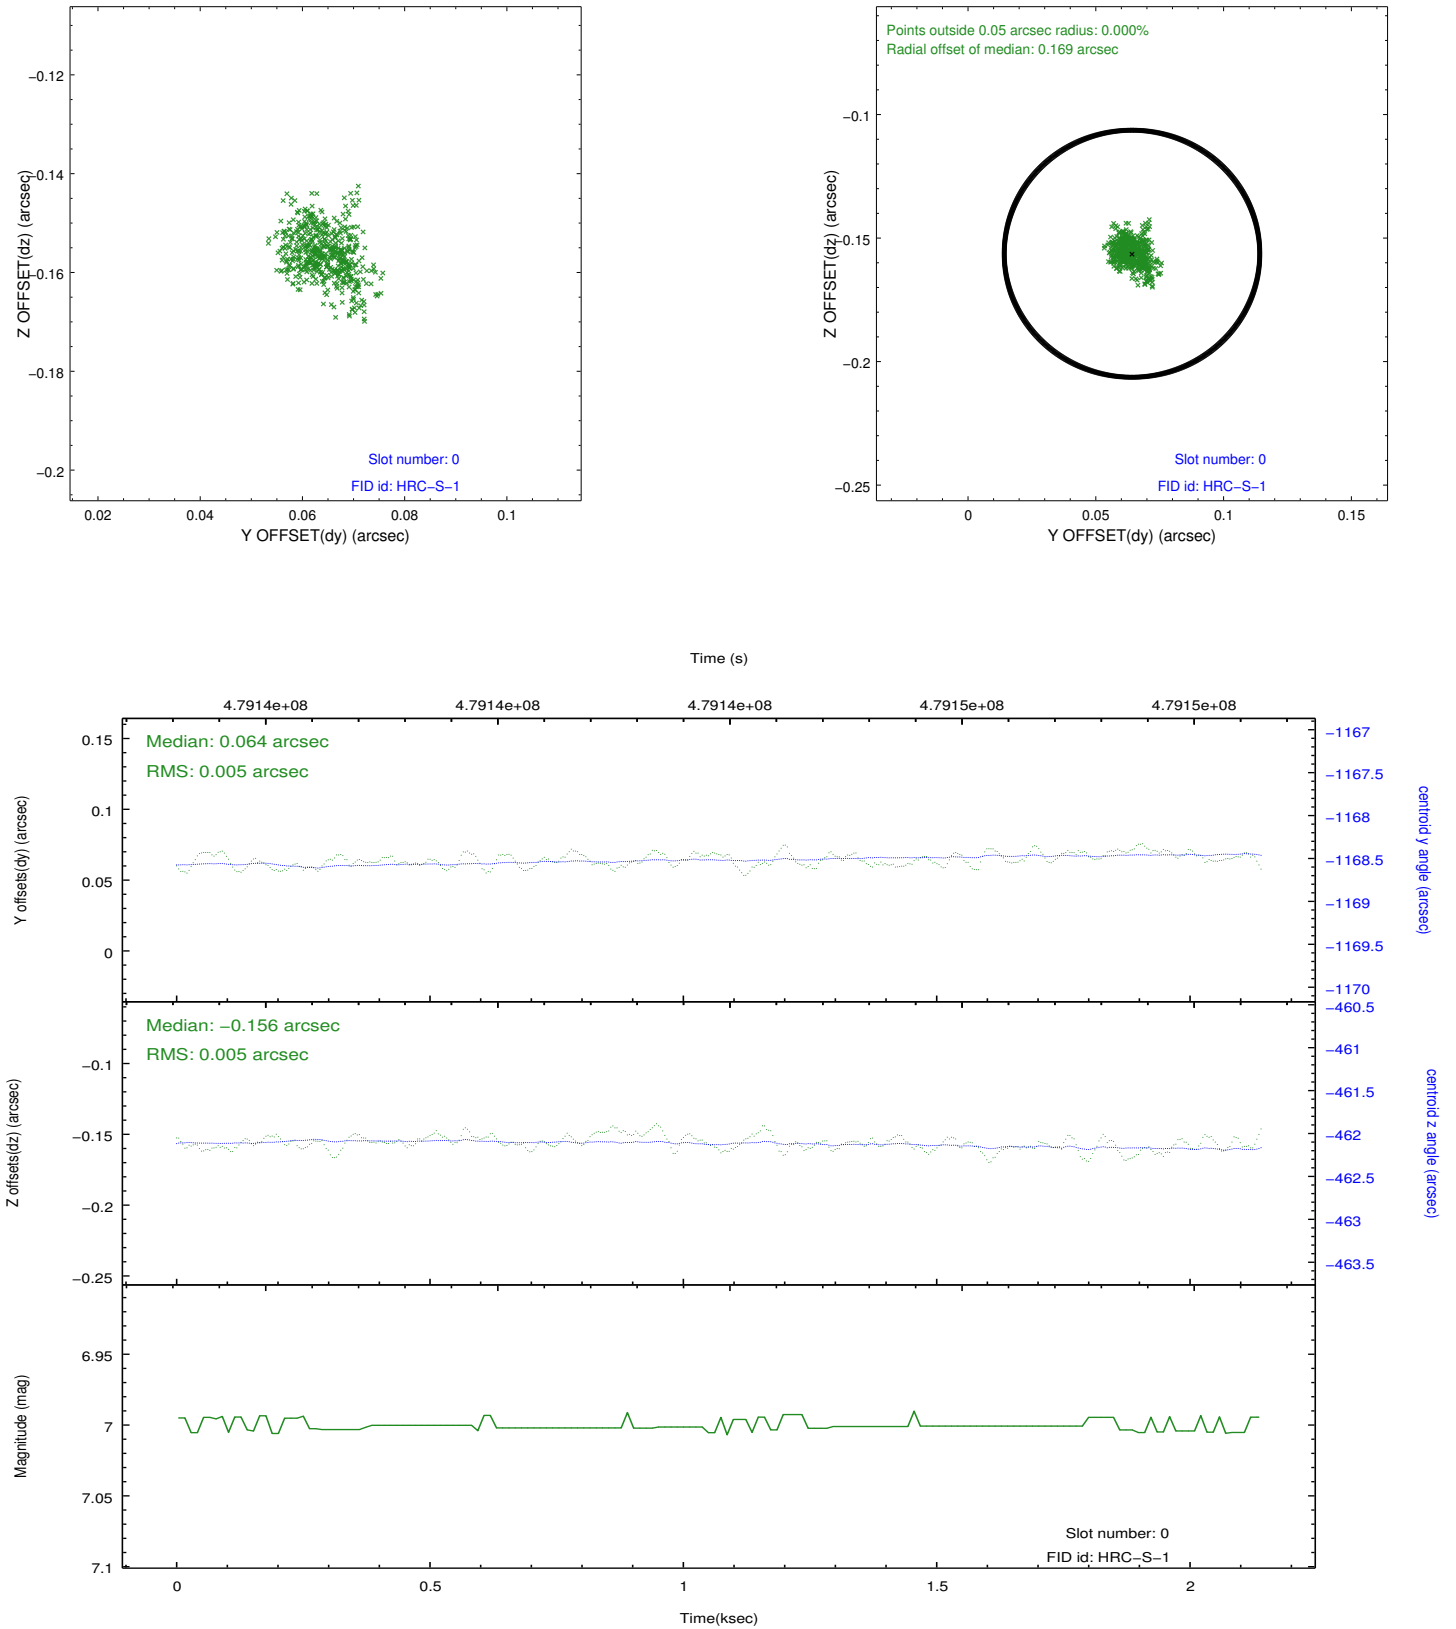 −0.12
−0.14
−0.16
−0.18
−0.2
Z OFFSET(dz) (arcsec)
Slot number: 0
FID id: HRC−S−1
0.02 0.04 0.06 0.08 0.1
Y OFFSET(dy) (arcsec)
Points outside 0.05 arcsec radius: 0.000%
Radial offset of median: 0.169 arcsec
−0.1
−0.15
−0.2
−0.25
Z OFFSET(dz) (arcsec)
Slot number: 0
FID id: HRC−S−1
0 0.05 0.1 0.15
Y OFFSET(dy) (arcsec)
Time (s)
4.7914e+08 4.7914e+08 4.7914e+08 4.7915e+08 4.7915e+08
Median: 0.064 arcsec
RMS: 0.005 arcsec
0.15
0.1
0.05
0
Y offsets(dy) (arcsec)
−1167
−1167.5
−1168
−1168.5
−1169
−1169.5
−1170
centroid y angle (arcsec)
Median: −0.156 arcsec
RMS: 0.005 arcsec
−0.1
−0.15
−0.2
−0.25
Z offsets(dz) (arcsec)
−460.5
−461
−461.5
−462
−462.5
−463
−463.5
centroid z angle (arcsec)
6.95
7
7.05
7.1
Magnitude (mag)
Slot number: 0
FID id: HRC−S−1
0 0.5 1 1.5 2
Time(ksec)